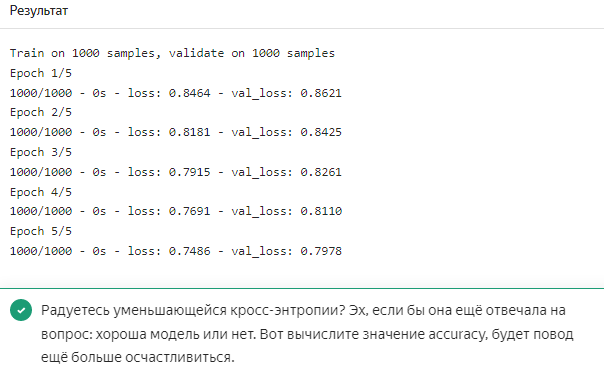 Результат
Train on 1000 samples, validate on 1000 samples
Epoch 1/5
1000/1000 - 0s - loss: 0.8464 - val_loss: 0.8621
Epoch 2/5
1000/1000 - 0s - loss: 0.8181 - val_loss: 0.8425
Epoch 3/5
1000/1000 - 0s - loss: 0.7915 - val_loss: 0.8261
Epoch 4/5
1000/1000 - 0s - loss: 0.7691 - val_loss: 0.8110
Epoch 5/5
1000/1000 - 0s - loss: 0.7486 - val_loss: 0.7978
Радуетесь уменьшающейся кросс-энтропии? Эх, если бы она ещё отвечала на
вопрос: хороша модель или нет. Вот вычислите значение accuracy, будет повод
ещё больше осчастливиться.